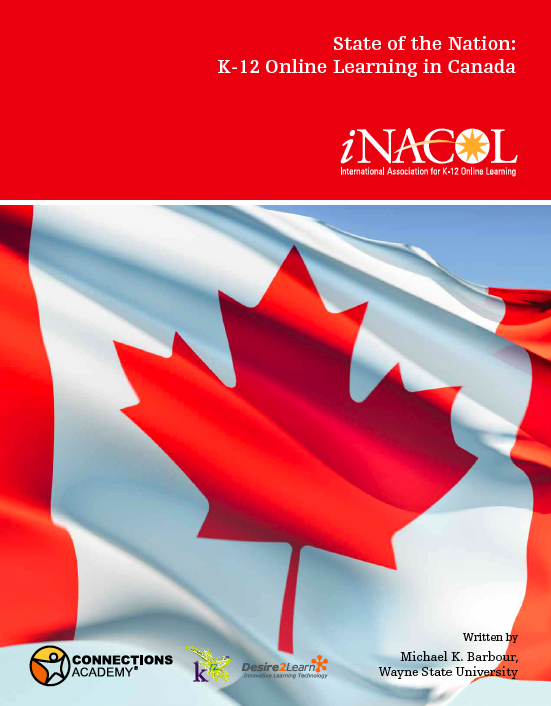 State of the Nation:
K-12 Online Learning in Canada
iNACOL
International Association for K-12 Online Learning
Written by
Michael K. Barbour,
Wayne State University
CONNECTIONS
ACADEMY®
K12
Desire2Learn
Innovative Learning Technology